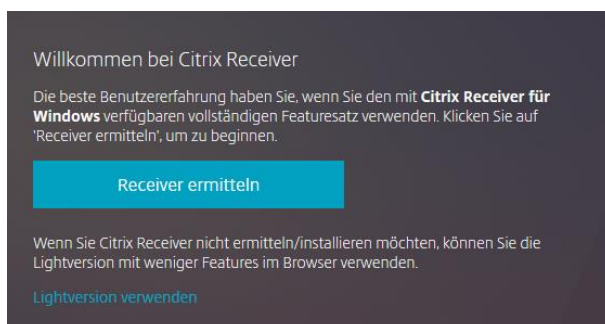 Willkommen bei Citrix Receiver
Die beste Benutzererfahrung haben Sie, wenn Sie den mit Citrix Receiver für
Windows verfügbaren vollständigen Featuresatz verwenden. Klicken Sie auf
'Receiver ermitteln', um zu beginnen.
Receiver ermitteln
Wenn Sie Citrix Receiver nicht ermitteln/installieren möchten, können Sie die
Lightversion mit weniger Features im Browser verwenden.
Lightversion verwenden